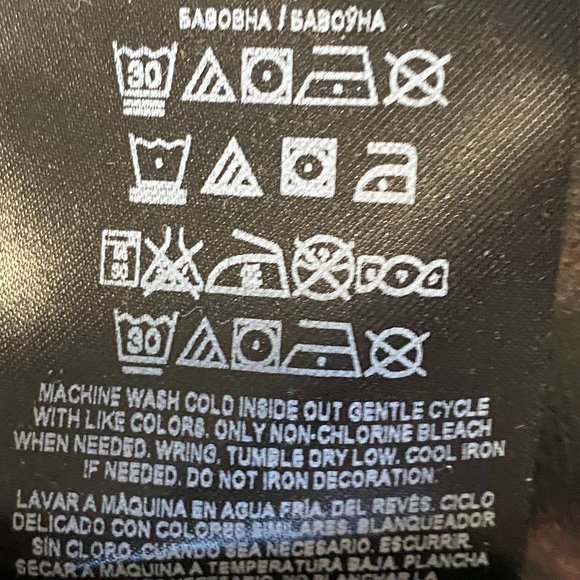 БАВОВНА / БАВОЎНА
30
30
MACHINE WASH COLD INSIDE OUT GENTLE CYCLE
WITH LIKE COLORS. ONLY NON-CHLORINE BLEACH
WHEN NEEDED. WRING. TUMBLE DRY LOW. COOL IRON
IF NEEDED. DO NOT IRON DECORATION.
LAVAR A MÁQUINA EN AGUA FRIA. DEL REVÉS. CICLO
DELICADO CON COLORES SIMILARES. BLANQUEADOR
SIN CLORO. CUANDO SEA NECESARIO. ESCURRIR.
SECAR A MAQUINA A TEMPERATURA BAJA. PLANCHA